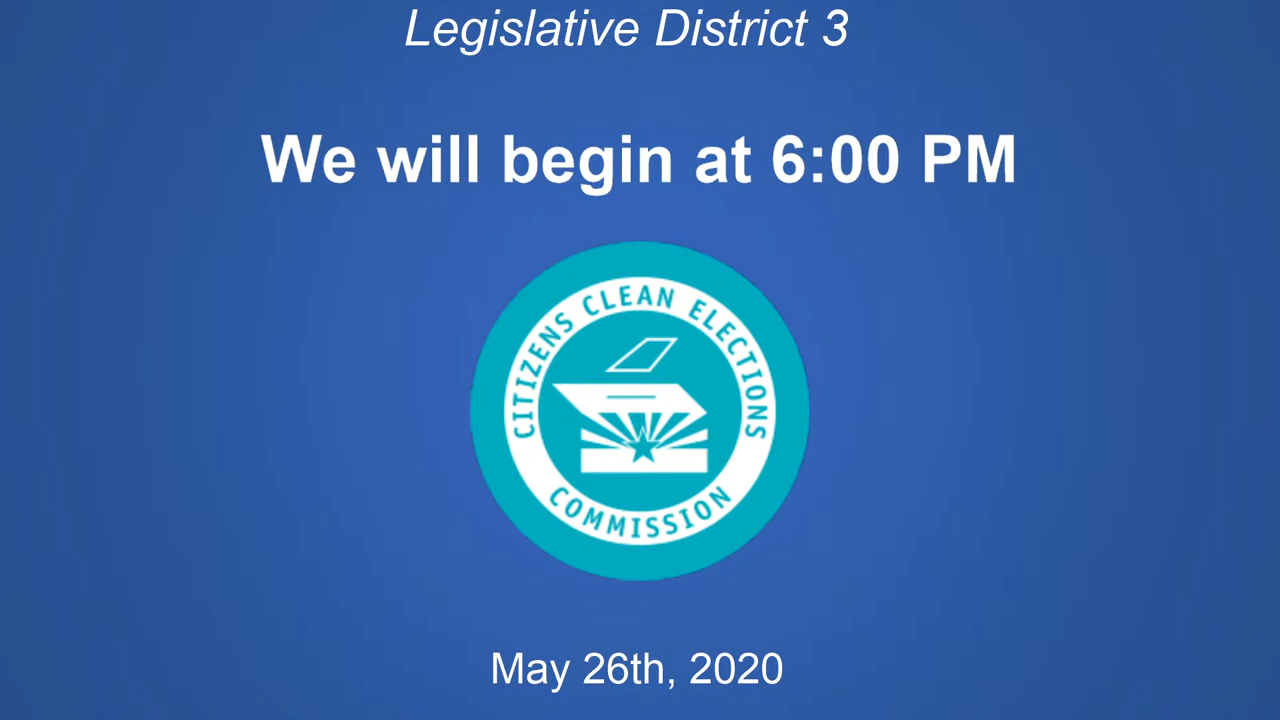 Legislative District 3
We will begin at 6:00 PM
CITIZENS CLEAN ELECTIONS
COMMISSION
May 26th, 2020